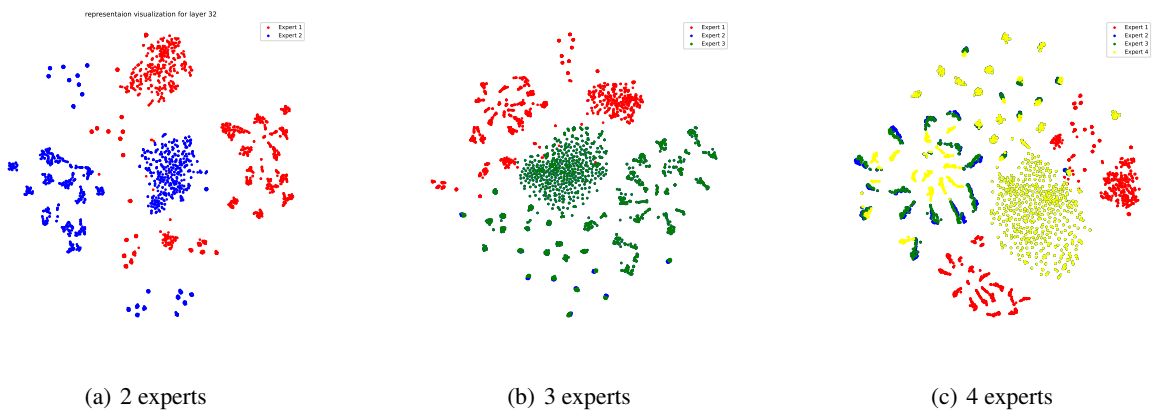 representaion visualization for layer 32
Expert 1
Expert 2
Expert 1
Expert 2
Expert 3
Expert 1
Expert 2
Expert 3
Expert 4
(a) 2 experts
(b) 3 experts
(c) 4 experts